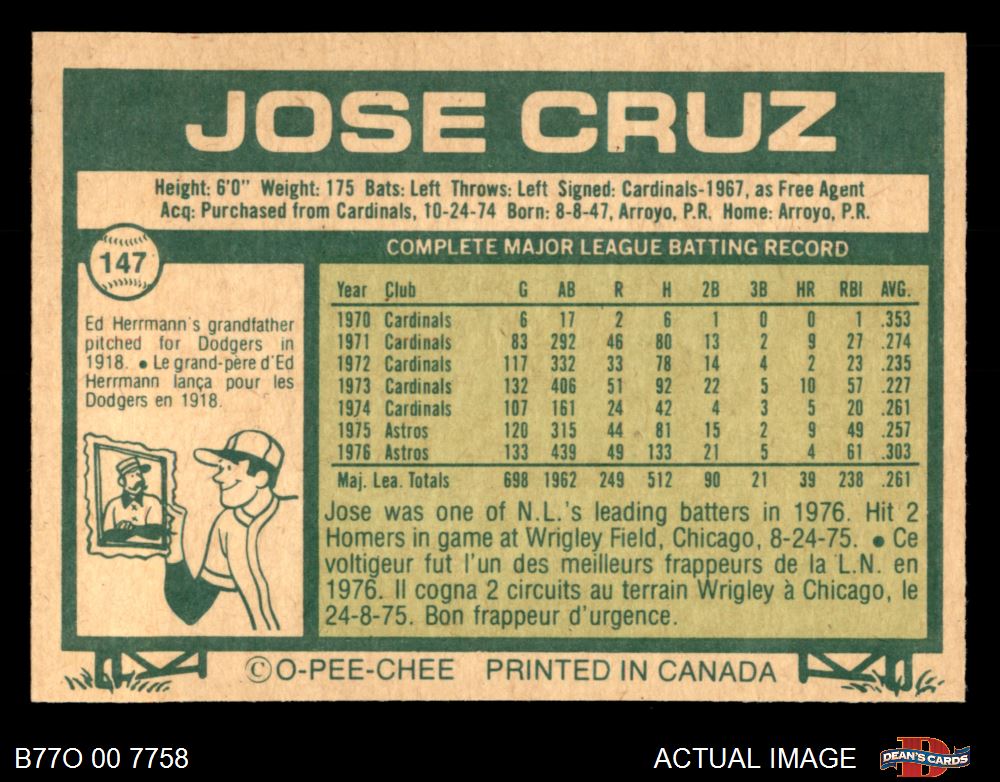 JOSE CRUZ
Height: 6'0" Weight: 175 Bats: Left Throws: Left Signed: Cardinals-1967, as Free Agent
Acq: Purchased from Cardinals, 10-24-74 Born: 8-8-47, Arroyo, P.R. Home: Arroyo, P.R.
147
Ed Herrmann's grandfather
pitched for Dodgers in
1918. ● Le grand-père d'Ed
Herrmann lança pour les
Dodgers en 1918.
COMPLETE MAJOR LEAGUE BATTING RECORD
Year Club G AB R H 2B 3B HR RBI AVG.
1970 Cardinals 6 17 2 6 1 0 0 1 .353
1971 Cardinals 83 292 46 80 13 2 9 27 .274
1972 Cardinals 117 332 33 78 14 4 2 23 .235
1973 Cardinals 132 406 51 92 22 5 10 57 .227
1974 Cardinals 107 161 24 42 4 3 5 20 .261
1975 Astros 120 315 44 81 15 2 9 49 .257
1976 Astros 133 439 49 133 21 5 4 61 .303
Maj. Lea. Totals 698 1962 249 512 90 21 39 238 .261
Jose was one of N.L.'s leading batters in 1976. Hit 2
Homers in game at Wrigley Field, Chicago, 8-24-75. ● Ce
voltigeur fut l'un des meilleurs frappeurs de la L.N. en
1976. Il cogna 2 circuits au terrain Wrigley à Chicago, le
24-8-75. Bon frappeur d'urgence.
©O-PEE-CHEE PRINTED IN CANADA
B77O 00 7758
ACTUAL IMAGE
DEAN'S CARDS